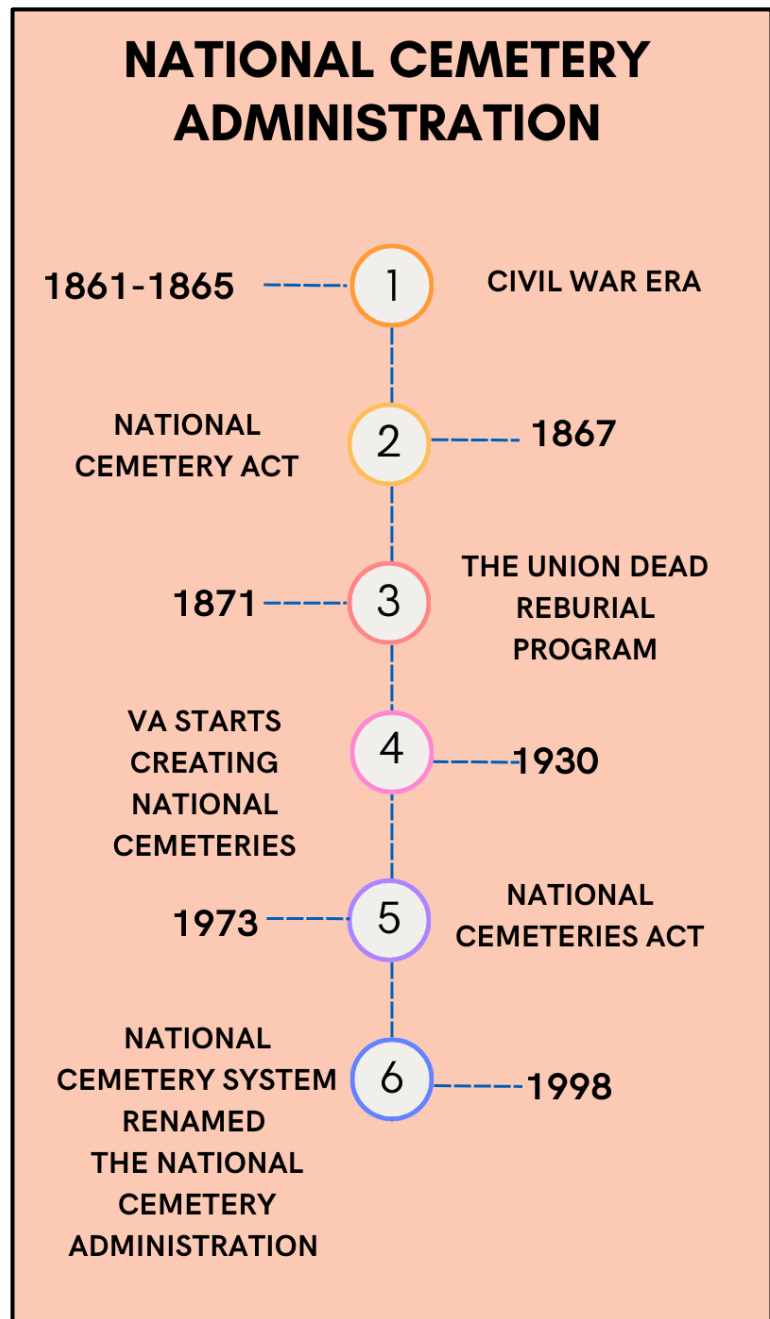 NATIONAL CEMETERY
ADMINISTRATION
1861-1865
1
CIVIL WAR ERA
NATIONAL
CEMETERY ACT
2
1867
1871
3
THE UNION DEAD
REBURIAL
PROGRAM
VA STARTS
CREATING
NATIONAL
CEMETERIES
4
1930
1973
5
NATIONAL
CEMETERIES ACT
NATIONAL
CEMETERY SYSTEM
RENAMED
THE NATIONAL
CEMETERY
ADMINISTRATION
6
1998